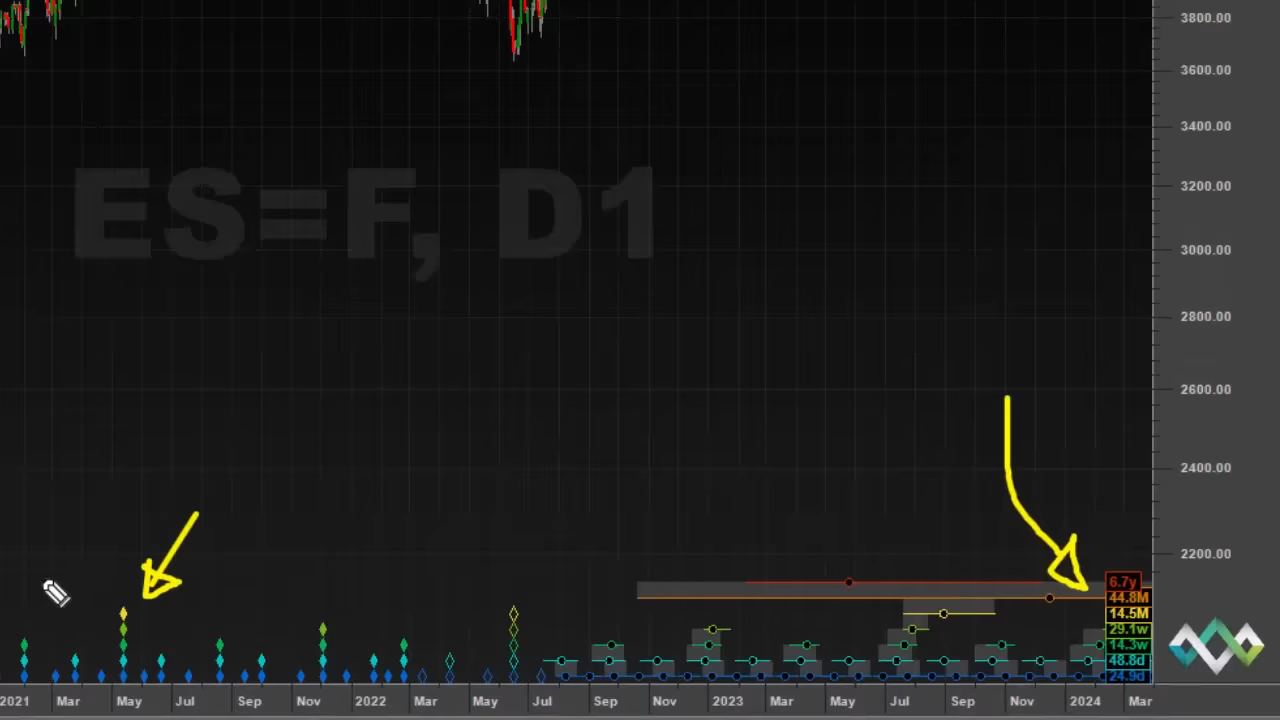 3800.00
3600.00
3400.00
ES=F, D1
3200.00
3000.00
2800.00
2600.00
2400.00
2200.00
6.7y
44.8M
14.5M
29.1w
14.3w
48.8d
24.9d
2021 Mar May Jul Sep Nov 2022 Mar May Jul Sep Nov 2023 Mar May Jul Sep Nov 2024 Mar